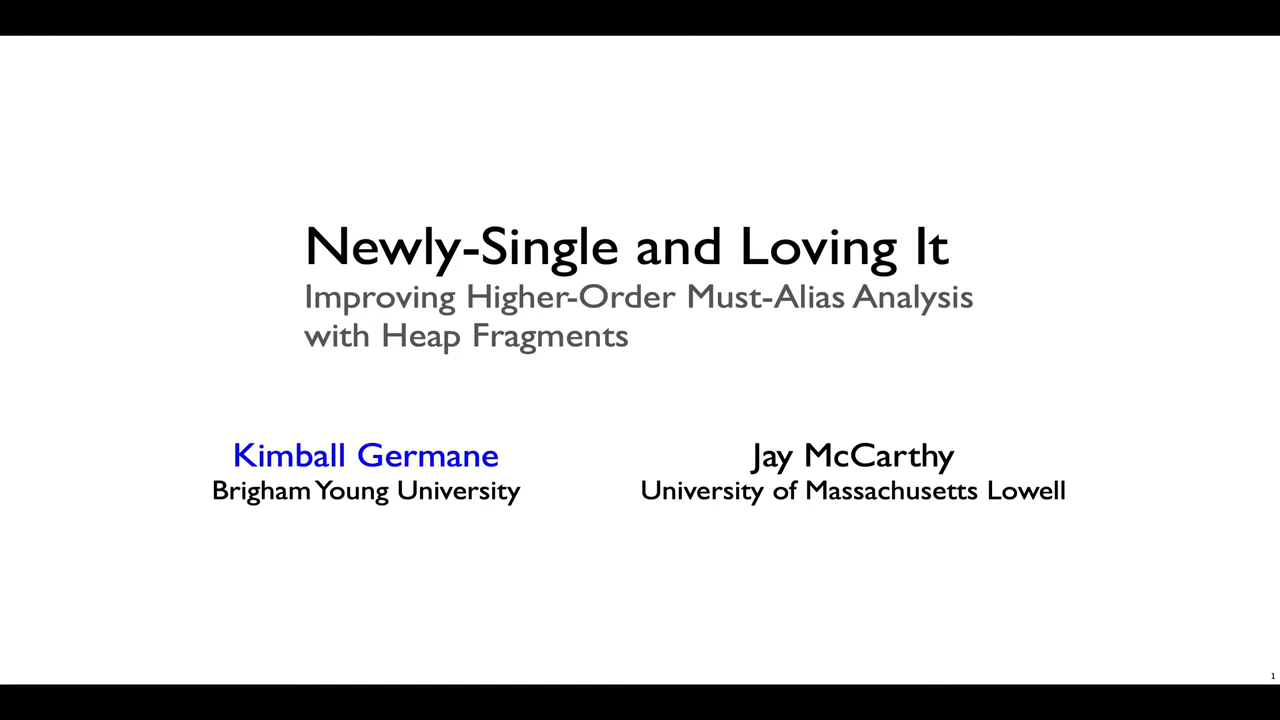 Newly-Single and Loving It
Improving Higher-Order Must-Alias Analysis
with Heap Fragments
Kimball Germane
Brigham Young University
Jay McCarthy
University of Massachusetts Lowell
1